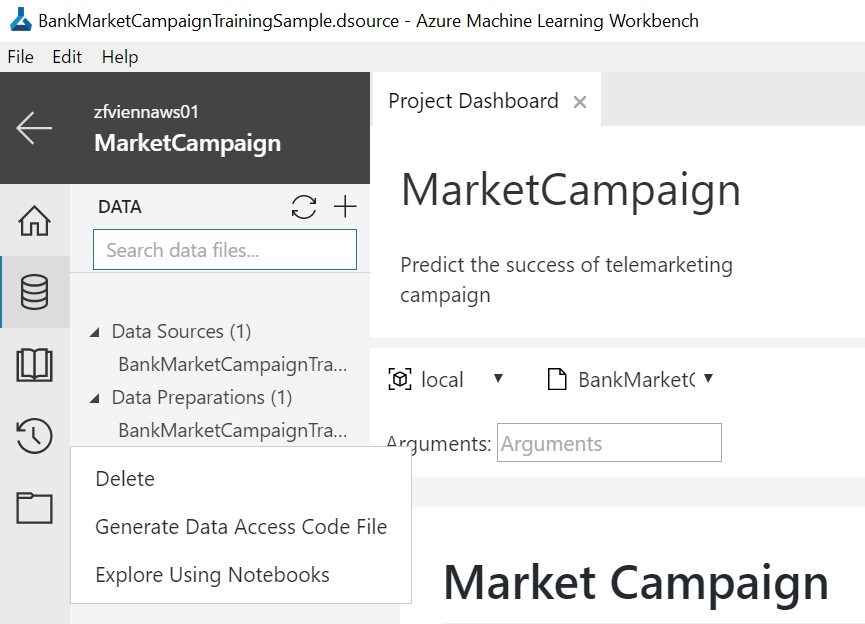 BankMarketCampaignTrainingSample.dsource - Azure Machine Learning Workbench
File Edit Help
zfviennaws01
MarketCampaign
DATA
Search data files...
Data Sources (1)
BankMarketCampaignTra...
Data Preparations (1)
BankMarketCampaignTra...
Delete
Generate Data Access Code File
Explore Using Notebooks
Project Dashboard
MarketCampaign
Predict the success of telemarketing
campaign
local BankMarketC
Arguments: Arguments
Market Campaign